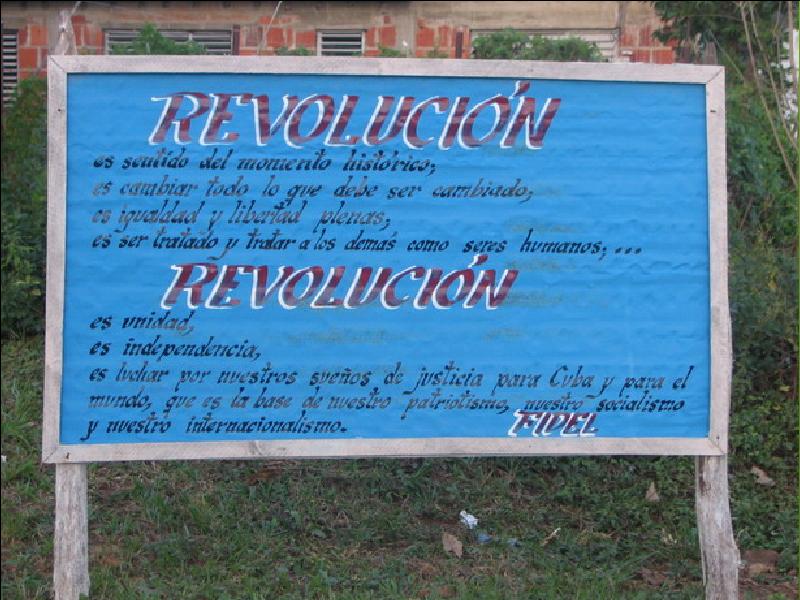 REVOLUCIÓN
es sentido del momento histórico;
es cambiar todo lo que debe ser cambiado;
es igualdad y libertad plenas;
es ser tratado y tratar a los demás como seres humanos; ...
REVOLUCIÓN
es unidad,
es independencia,
es luchar por nuestros sueños de justicia para Cuba y para el
mundo, que es la base de nuestro patriotismo, nuestro socialismo
y nuestro internacionalismo.
FIDEL